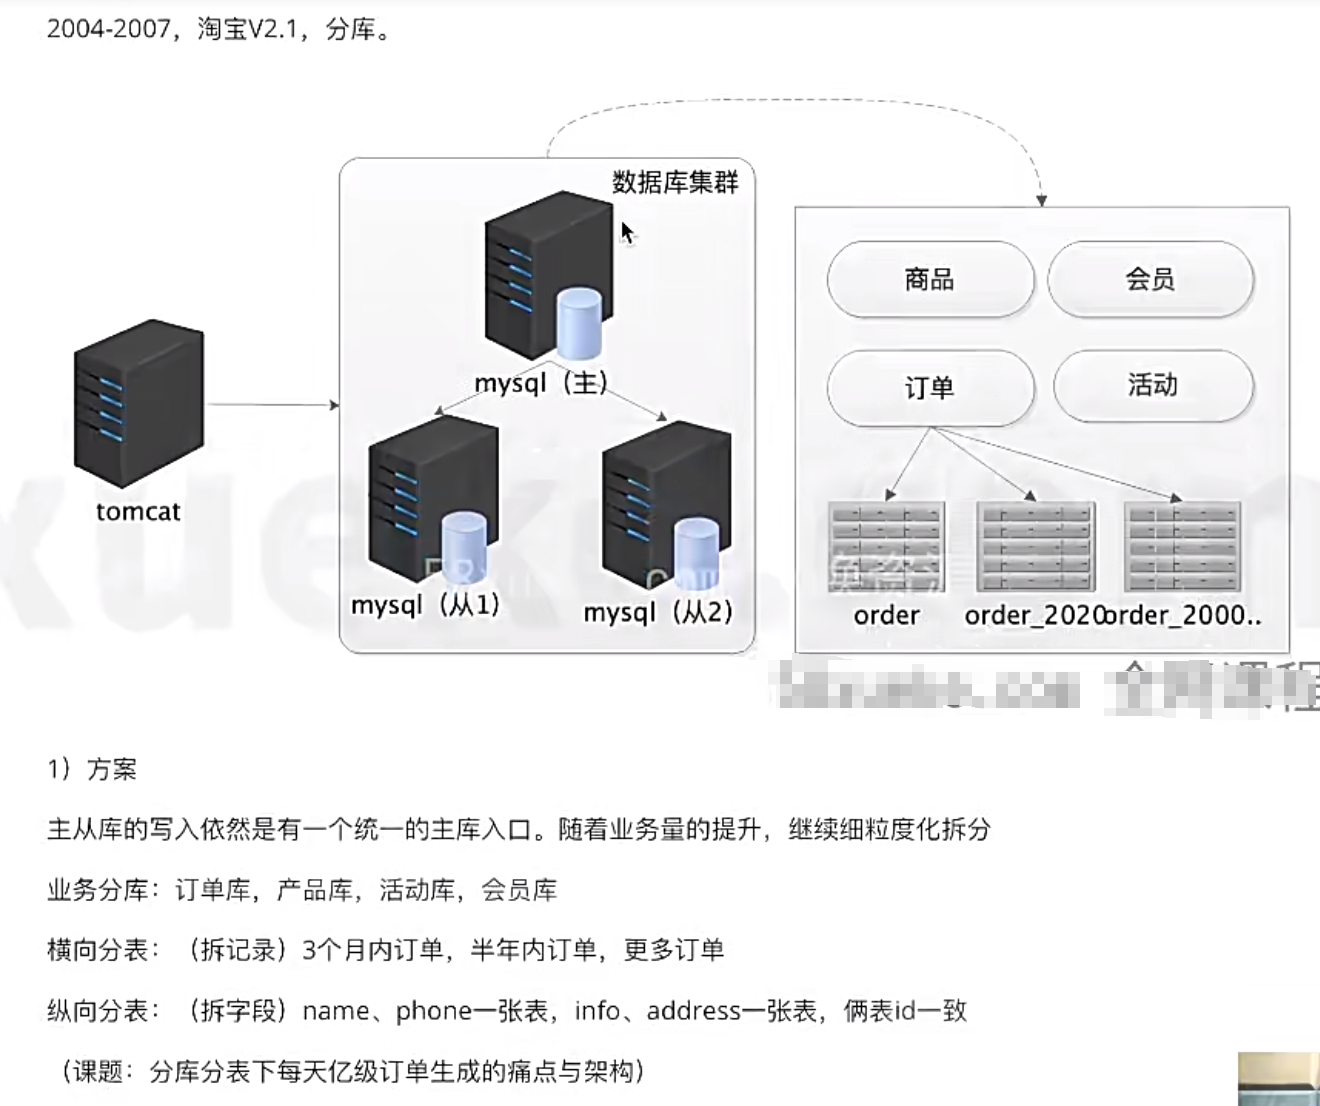 2004-2007，淘宝V2.1，分库。
数据库集群
商品
会员
mysql（主）
订单
活动
tomcat
mysql（从1）
mysql（从2）
order
order_2020
order_2000..
1）方案
主从库的写入依然是有一个统一的主库入口。随着业务量的提升，继续细粒度化拆分
业务分库：订单库，产品库，活动库，会员库
横向分表：（拆记录）3个月内订单，半年内订单，更多订单
纵向分表：（拆字段）name、phone一张表，info、address一张表，俩表id一致
（课题：分库分表下每天亿级订单生成的痛点与架构）